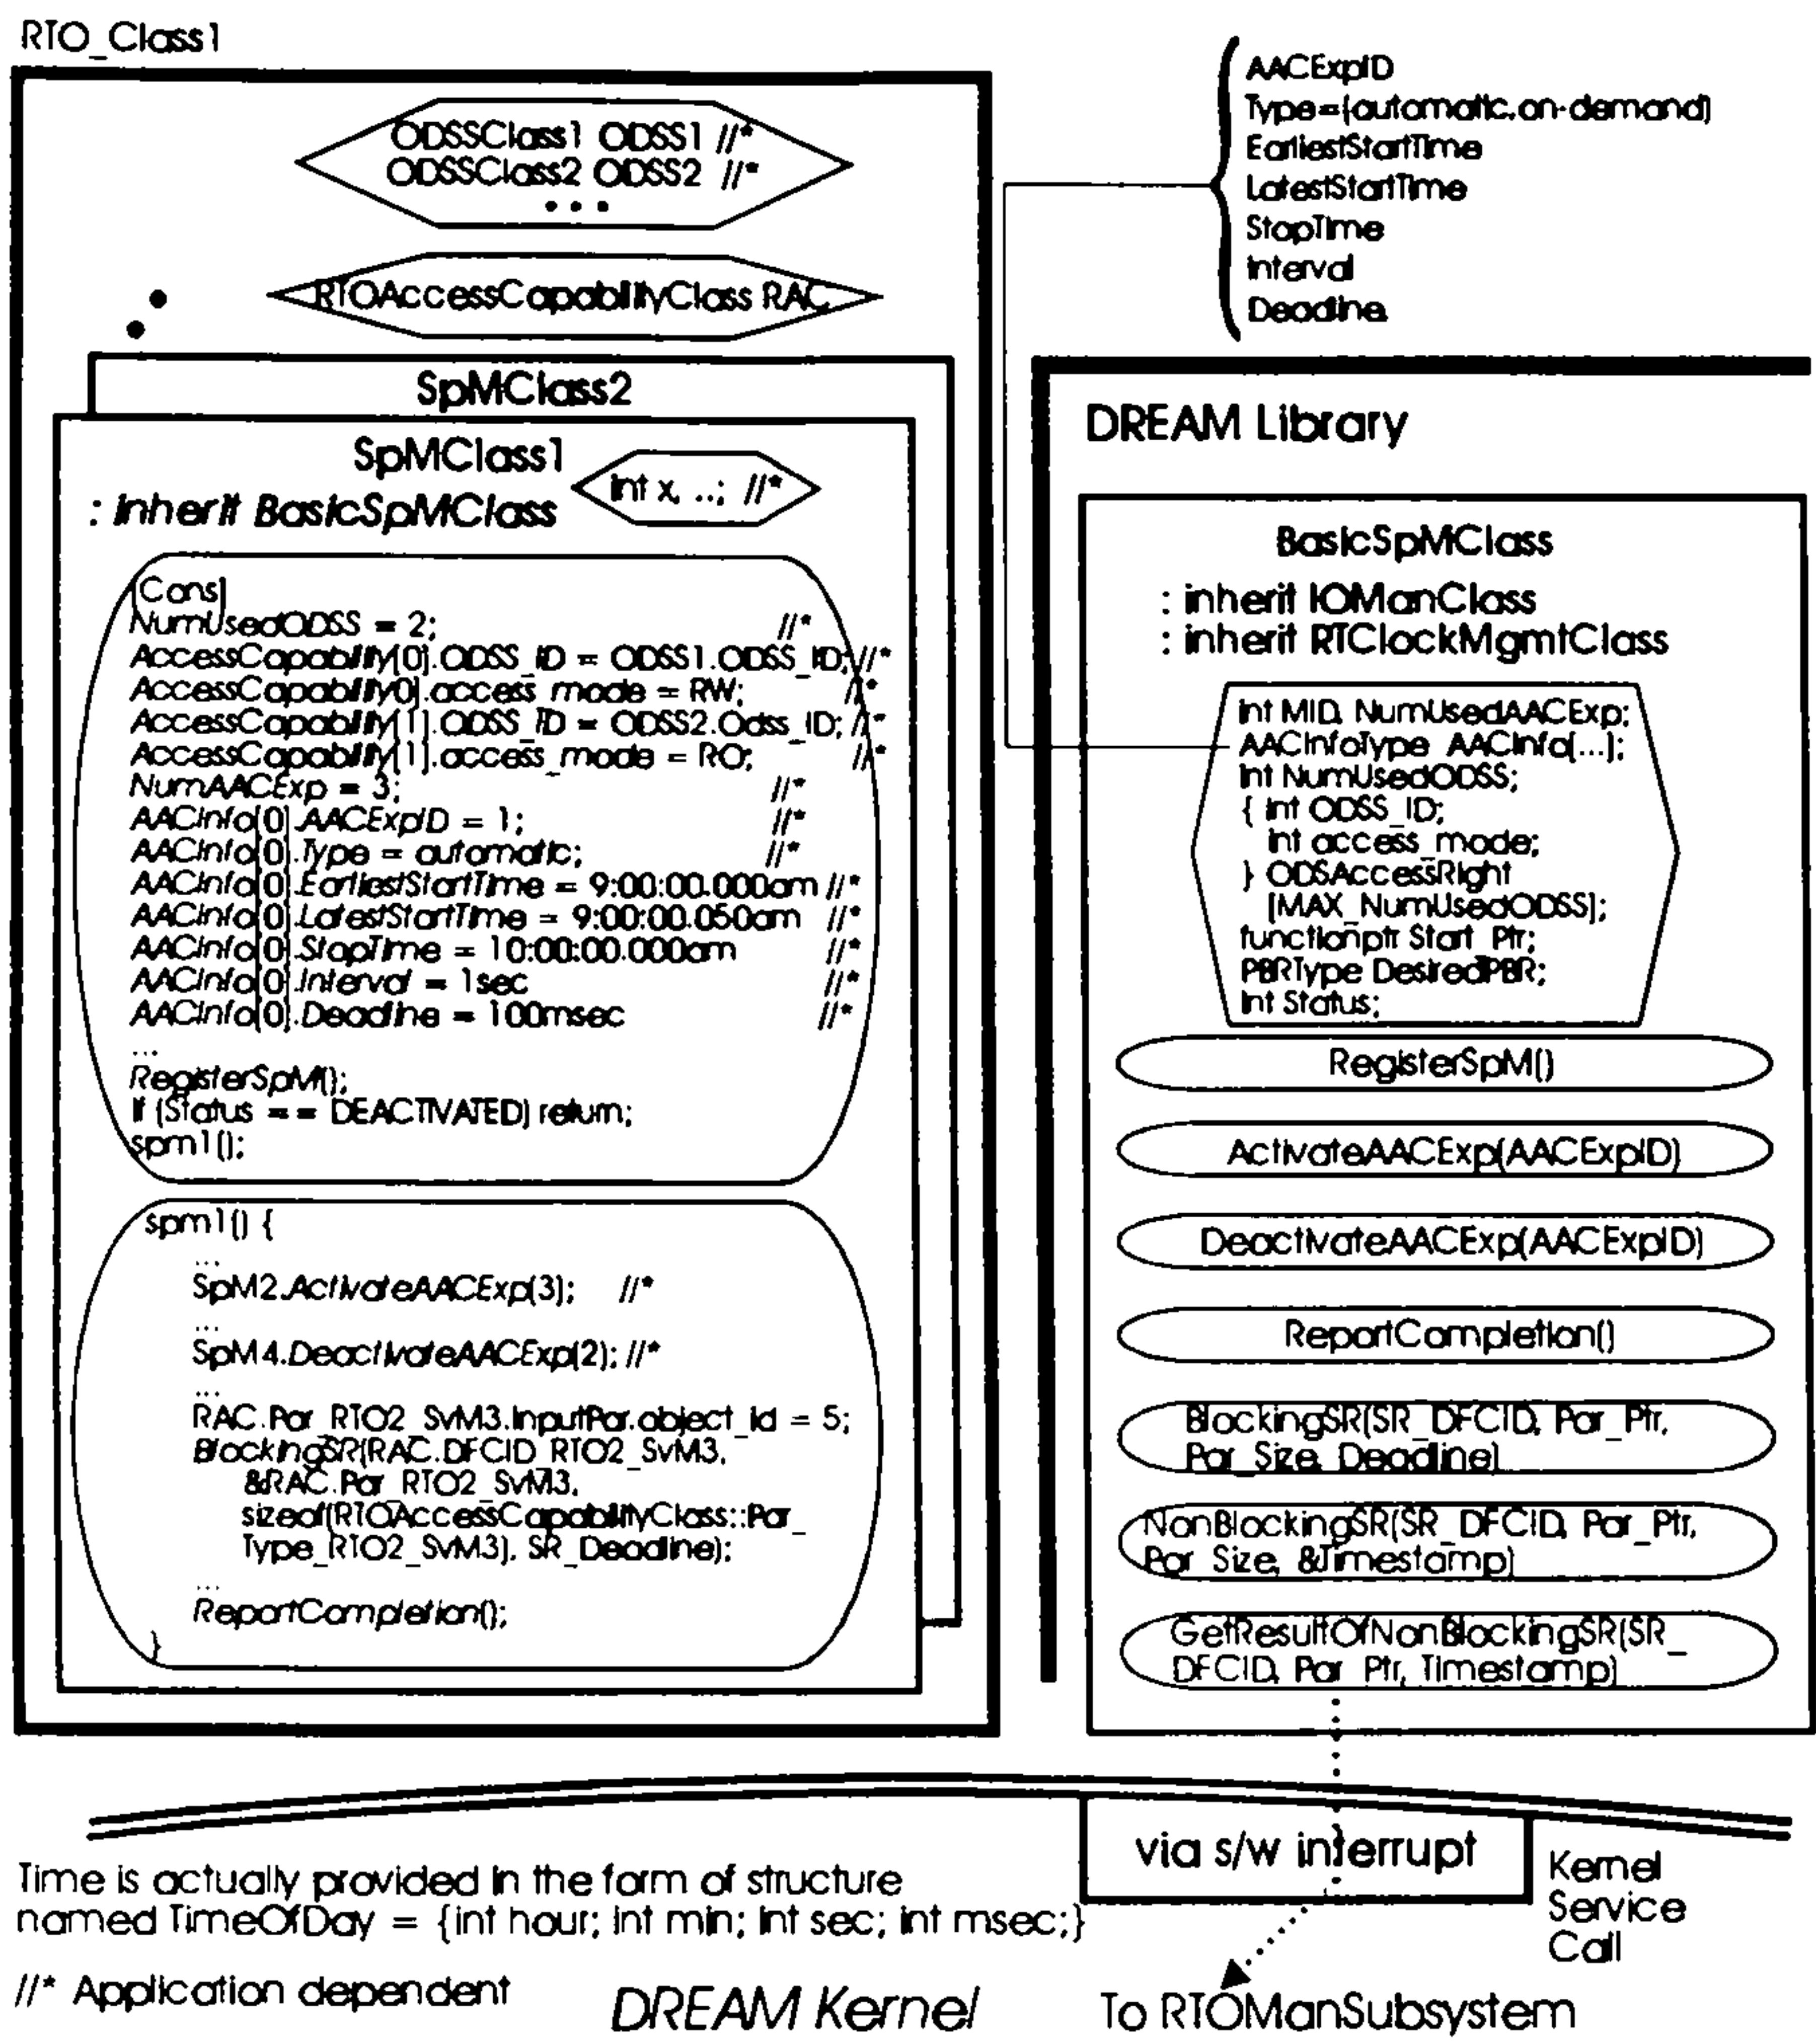 RTO_Class1
ODSSClass1 ODSS1 //*
ODSSClass2 ODSS2 //*
• • •
RTOAccessCapabilityClass RAC
SpMClass2
SpMClass1
: inherit BasicSpMClass
int x, ..; //*
[Cons]
NumUsedODSS = 2; //*
AccessCapability[0].ODSS_ID = ODSS1.ODSS_ID; //*
AccessCapability0].access_mode = RW; //*
AccessCapability[1].ODSS_ID = ODSS2.Odss_ID; //*
AccessCapability[1].access_mode = RO; //*
NumAACExp = 3; //*
AACInfo[0].AACExpID = 1; //*
AACInfo[0].Type = automatic; //*
AACInfo[0].EarliestStartTime = 9:00:00.000am //*
AACInfo[0].LatestStartTime = 9:00:00.050am //*
AACInfo[0].StopTime = 10:00:00.000am //*
AACInfo[0].Interval = 1sec //*
AACInfo[0].Deadline = 100msec //*
...
RegisterSpM();
If (Status == DEACTIVATED) return;
spm1();
spm1() {
...
SpM2.ActivateAACExp(3); //*
...
SpM4.DeactivateAACExp(2); //*
...
RAC.Par_RTO2_SvM3.InputPar.object_id = 5;
BlockingSR(RAC.DFCID_RTO2_SvM3,
&RAC.Par_RTO2_SvM3,
sizeof(RTOAccessCapabilityClass::Par_
Type_RTO2_SvM3), SR_Deadline);
...
ReportCompletion();
}
AACExpID
Type={automatic,on-demand}
EarliestStartTime
LatestStartTime
StopTime
Interval
Deadline
DREAM Library
BasicSpMClass
: inherit IOManClass
: inherit RTClockMgmtClass
int MID, NumUsedAACExp;
AACInfoType AACInfo[...];
int NumUsedODSS;
{ int ODSS_ID;
int access_mode;
} ODSAccessRight
[MAX_NumUsedODSS];
functionptr Start_Ptr;
PBRType DesiredPBR;
int Status;
RegisterSpM()
ActivateAACExp(AACExpID)
DeactivateAACExp(AACExpID)
ReportCompletion()
BlockingSR(SR_DFCID, Par_Ptr,
Par_Size, Deadline)
NonBlockingSR(SR_DFCID, Par_Ptr,
Par_Size, &Timestamp)
GetResultOfNonBlockingSR(SR_
DFCID, Par_Ptr, Timestamp)
via s/w interrupt
Kernel
Service
Call
Time is actually provided in the form of structure
named TimeOfDay = {int hour; int min; int sec; int msec;}
//* Application dependent
DREAM Kernel
To RTOManSubsystem